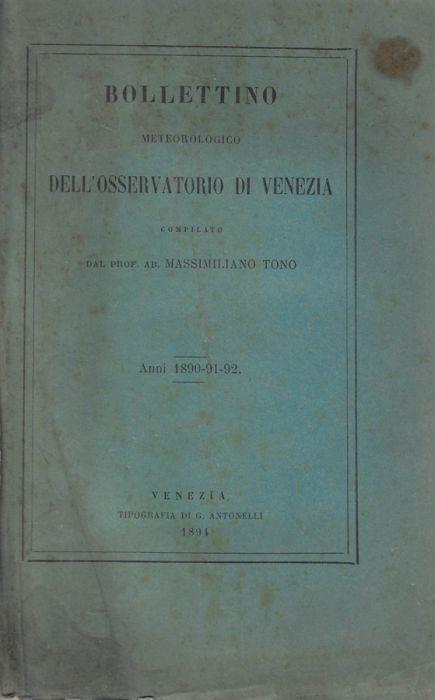 BOLLETTINO
METEOROLOGICO
DELL'OSSERVATORIO DI VENEZIA
COMPILATO
DAL PROF. AB. MASSIMILIANO TONO
Anni 1890-91-92.
VENEZIA,
TIPOGRAFIA DI G. ANTONELLI
1894